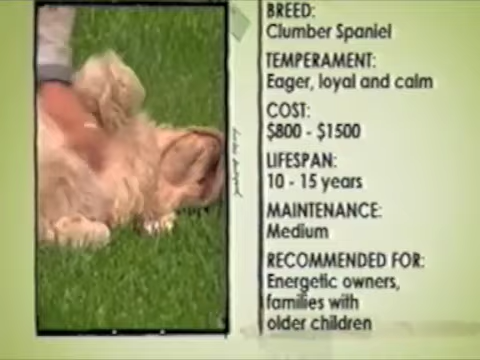 BREED:
Clumber Spaniel
TEMPERAMENT:
Eager, loyal and calm
COST:
$800 - $1500
LIFESPAN:
10 - 15 years
MAINTENANCE:
Medium
RECOMMENDED FOR:
Energetic owners,
families with
older children